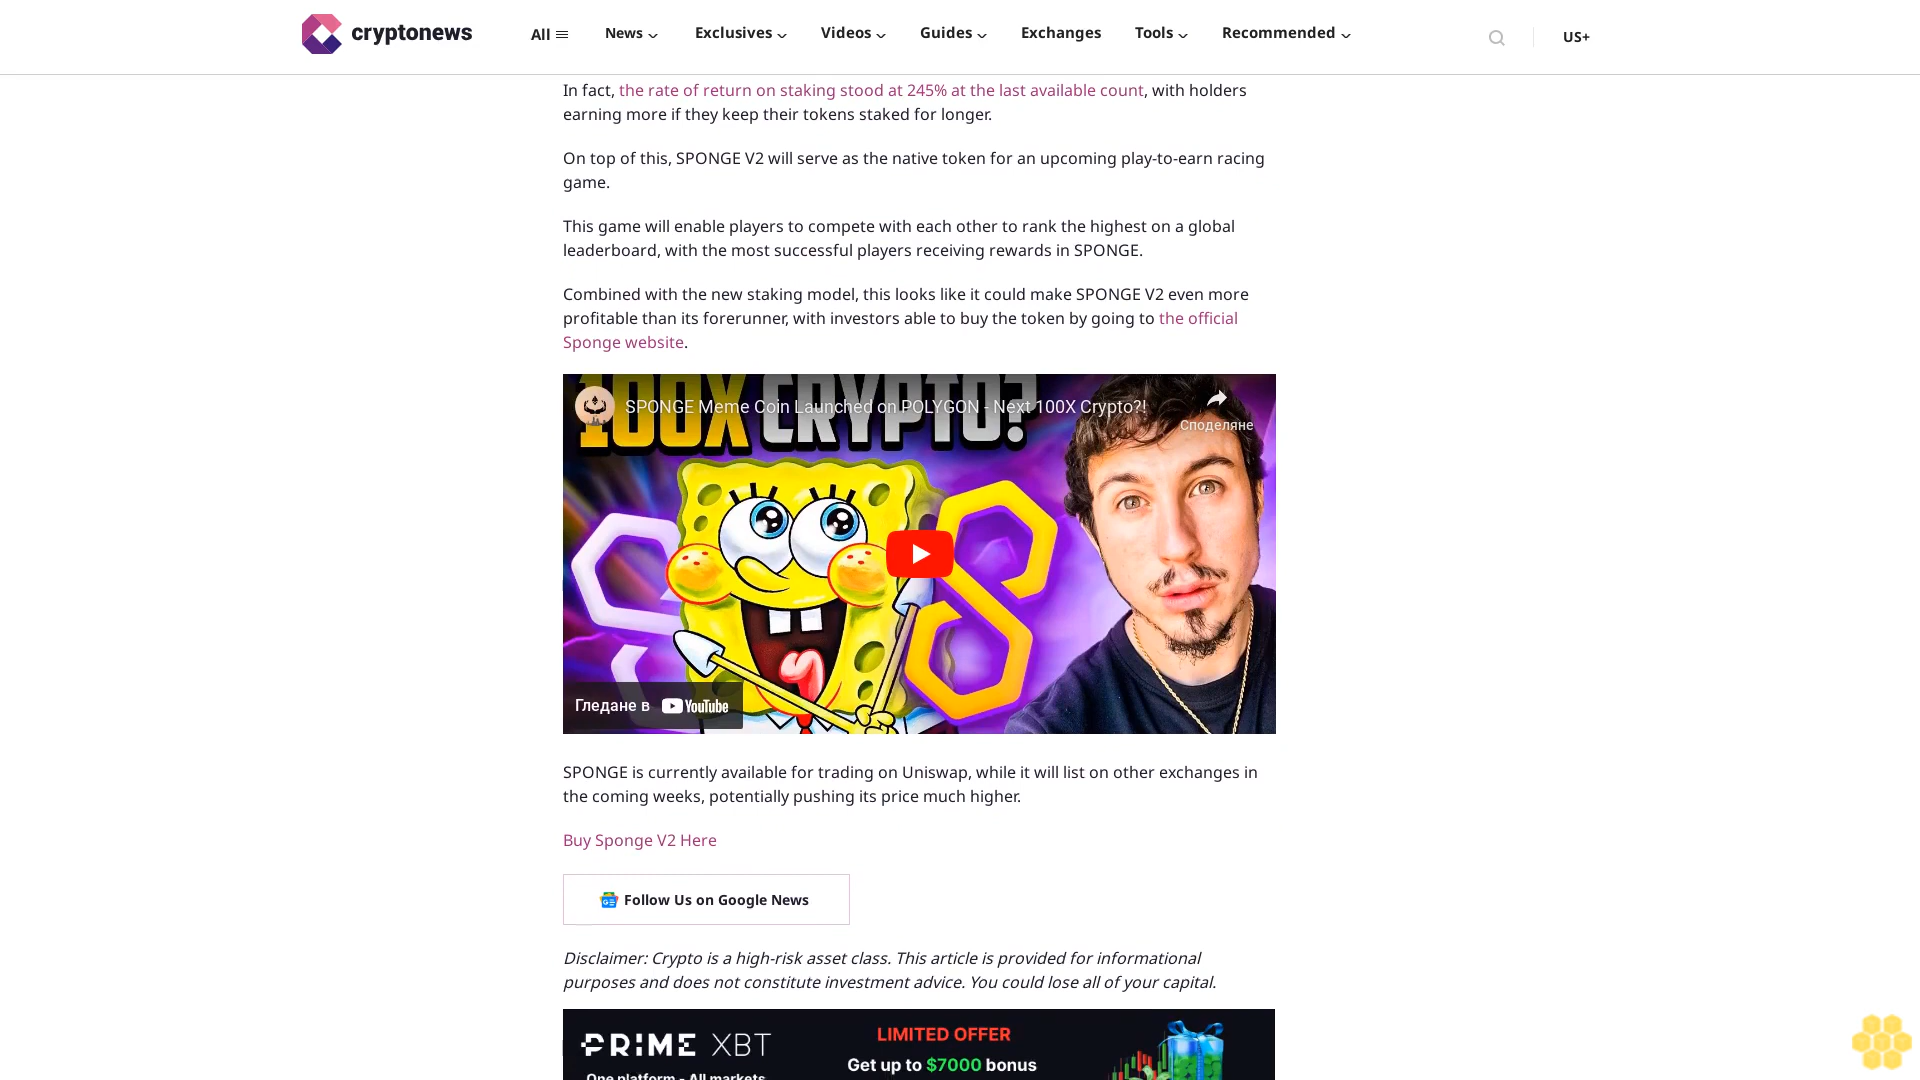 cryptonews
All
News
Exclusives
Videos
Guides
Exchanges
Tools
Recommended
US+
In fact, the rate of return on staking stood at 245% at the last available count, with holders
earning more if they keep their tokens staked for longer.
On top of this, SPONGE V2 will serve as the native token for an upcoming play-to-earn racing
game.
This game will enable players to compete with each other to rank the highest on a global
leaderboard, with the most successful players receiving rewards in SPONGE.
Combined with the new staking model, this looks like it could make SPONGE V2 even more
profitable than its forerunner, with investors able to buy the token by going to the official
Sponge website.
100X CRYPTO?
SPONGE Meme Coin Launched on POLYGON - Next 100X Crypto?!
Споделяне
Гледане в YouTube
SPONGE is currently available for trading on Uniswap, while it will list on other exchanges in
the coming weeks, potentially pushing its price much higher.
Buy Sponge V2 Here
Follow Us on Google News
Disclaimer: Crypto is a high-risk asset class. This article is provided for informational
purposes and does not constitute investment advice. You could lose all of your capital.
PRIME XBT
LIMITED OFFER
Get up to $7000 bonus
One platform - All markets